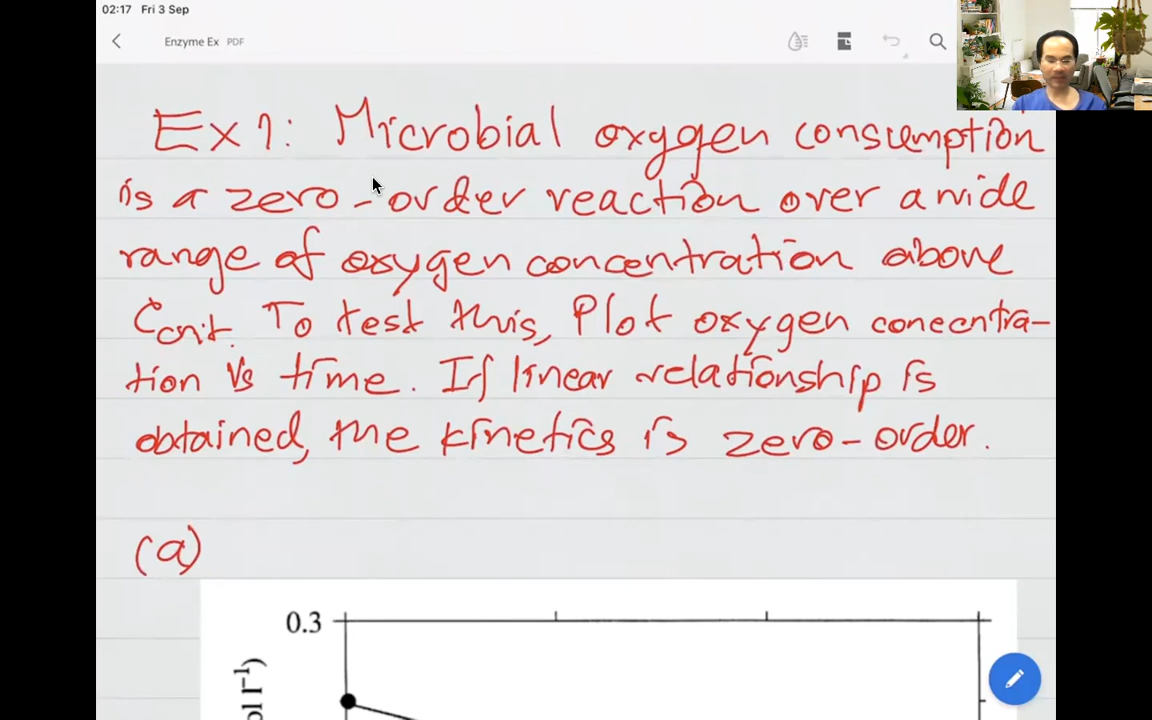 02:17 Fri 3 Sep
Enzyme Ex PDF
Ex 1: Microbial oxygen consumption
is a zero-order reaction over a wide
range of oxygen concentration above
Ccrit. To test this, Plot oxygen concentra-
tion Vs time. If linear relationship is
obtained, the kinetics is zero-order.
(a)
0.3
ol l⁻¹)